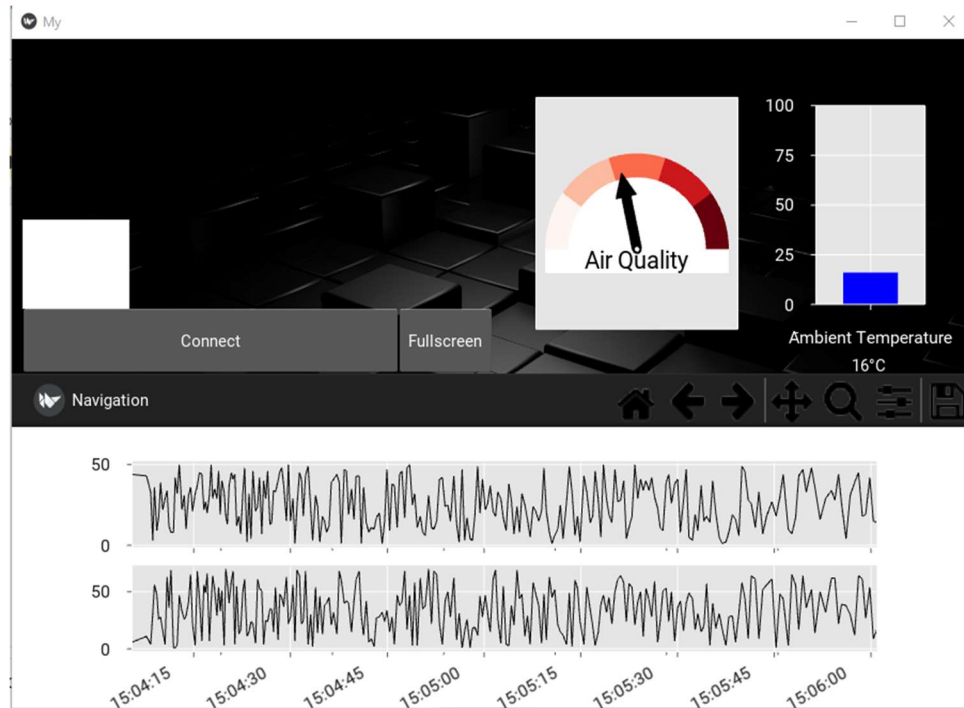 My
Air Quality
100
75
50
25
0
Ambient Temperature
16°C
Connect
Fullscreen
Navigation
50
0
50
0
15:04:15
15:04:30
15:04:45
15:05:00
15:05:15
15:05:30
15:05:45
15:06:00